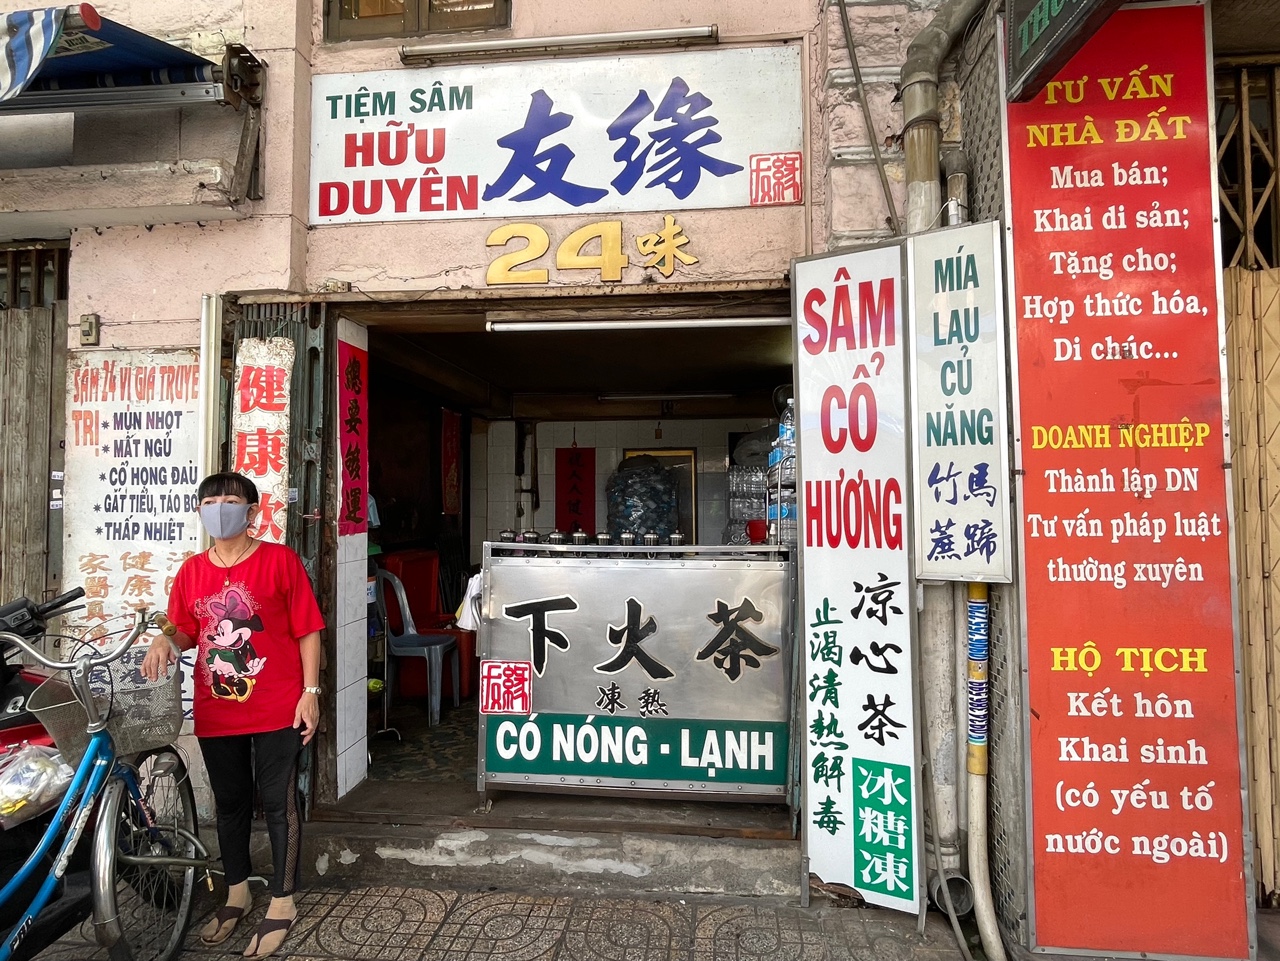 TIỆM SÂM
HỮU
DUYÊN
友缘
24味
SÂM 24 VỊ GIA TRUYỀ
TRỊ
* MỤN NHỌT
* MẤT NGỦ
* CỔ HỌNG ĐAU
* GẮT TIỂU, TÁO BÓ
* THẤP NHIỆT ..
健康飲
下火茶
凍熱
CÓ NÓNG - LẠNH
SÂM
CỔ
HƯƠNG
凉心茶
止渴清熱解毒
冰糖凍
MÍA
LAU
CỦ
NĂNG
馬蹄
竹蔗
TƯ VẤN
NHÀ ĐẤT
Mua bán;
Khai di sản;
Tặng cho;
Hợp thức hóa,
Di chúc...
DOANH NGHIỆP
Thành lập DN
Tư vấn pháp luật
thường xuyên
HỘ TỊCH
Kết hôn
Khai sinh
(có yếu tố
nước ngoài)